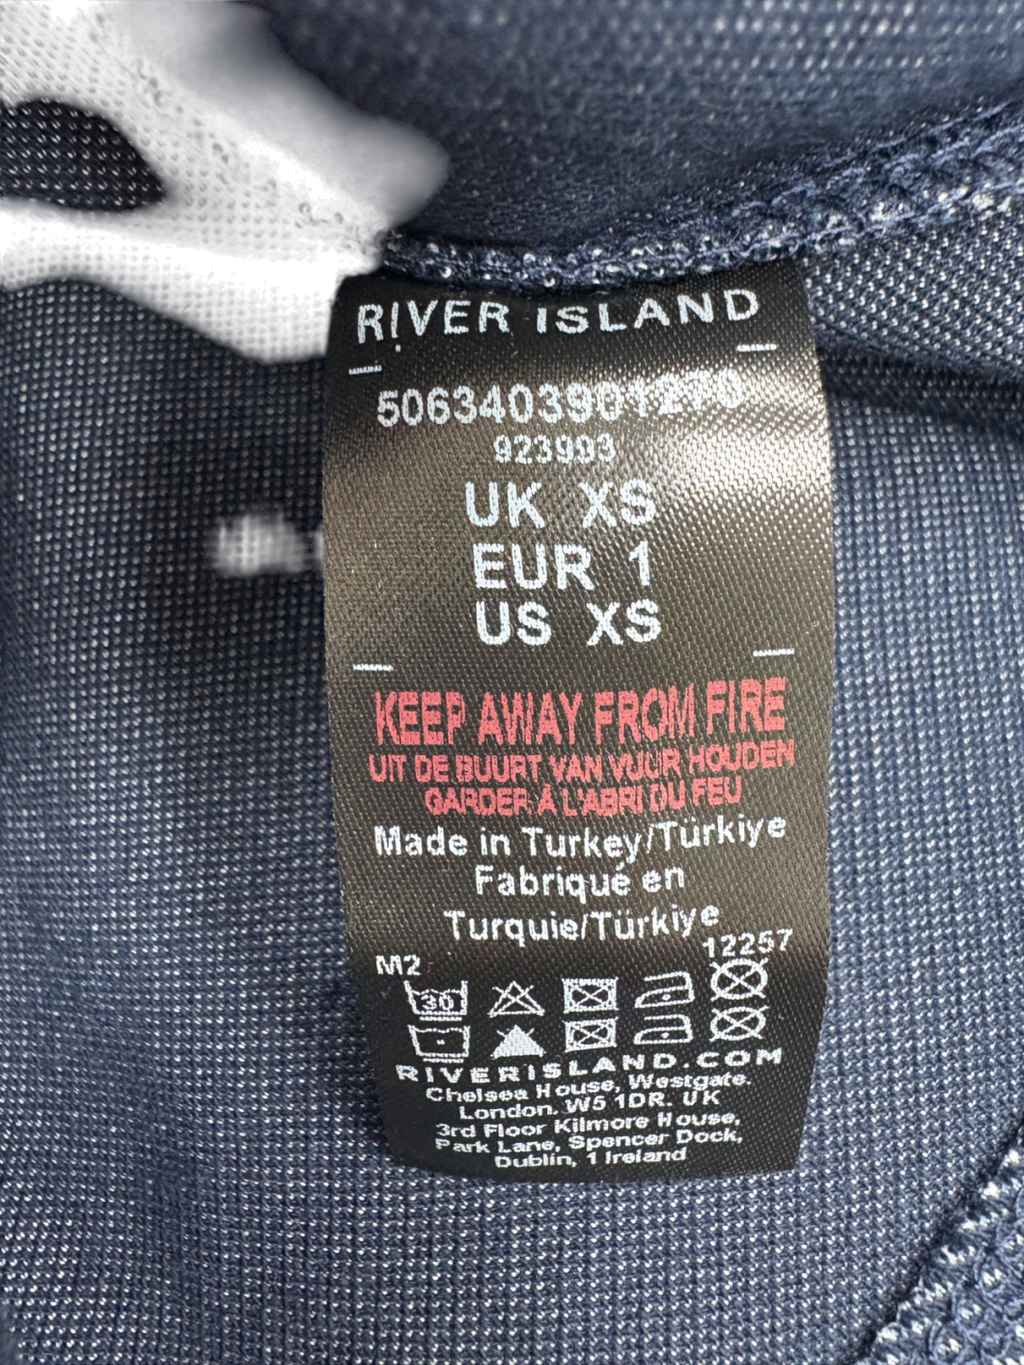 RIVER ISLAND
5063403901270
923903
UK XS
EUR 1
US XS
KEEP AWAY FROM FIRE
UIT DE BUURT VAN VUUR HOUDEN
GARDER À L'ABRI DU FEU
Made in Turkey/Türkiye
Fabriqué en
Turquie/Türkiye
12257
M2
30
RIVERISLAND.COM
Chelsea House, Westgate.
London. W5 1DR. UK
3rd Floor Kilmore House,
Park Lane, Spencer Dock,
Dublin, 1 Ireland